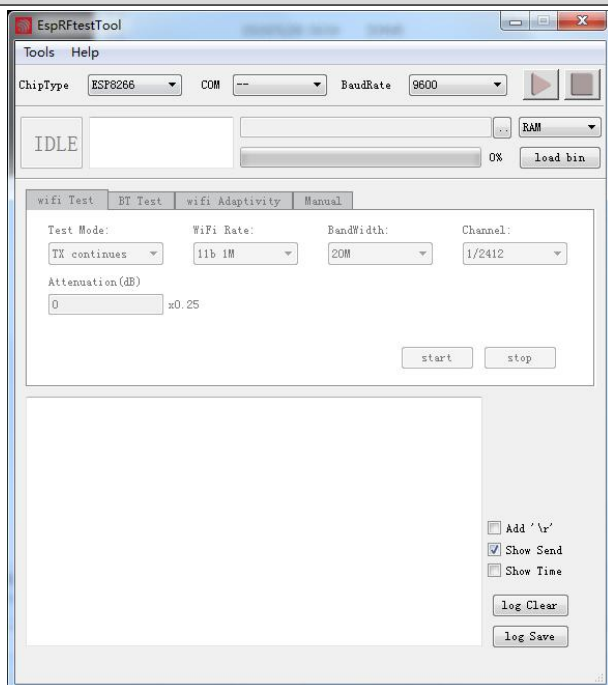 EspRFtestTool
Tools Help
ChipType ESP8266 COM -- BaudRate 9600
IDLE
.. RAM
0% load bin
wifi Test BT Test wifi Adaptivity Manual
Test Mode: WiFi Rate: BandWidth: Channel:
TX continues 11b 1M 20M 1/2412
Attenuation(dB)
0 x0.25
start stop
Add '\r'
Show Send
Show Time
log Clear
log Save